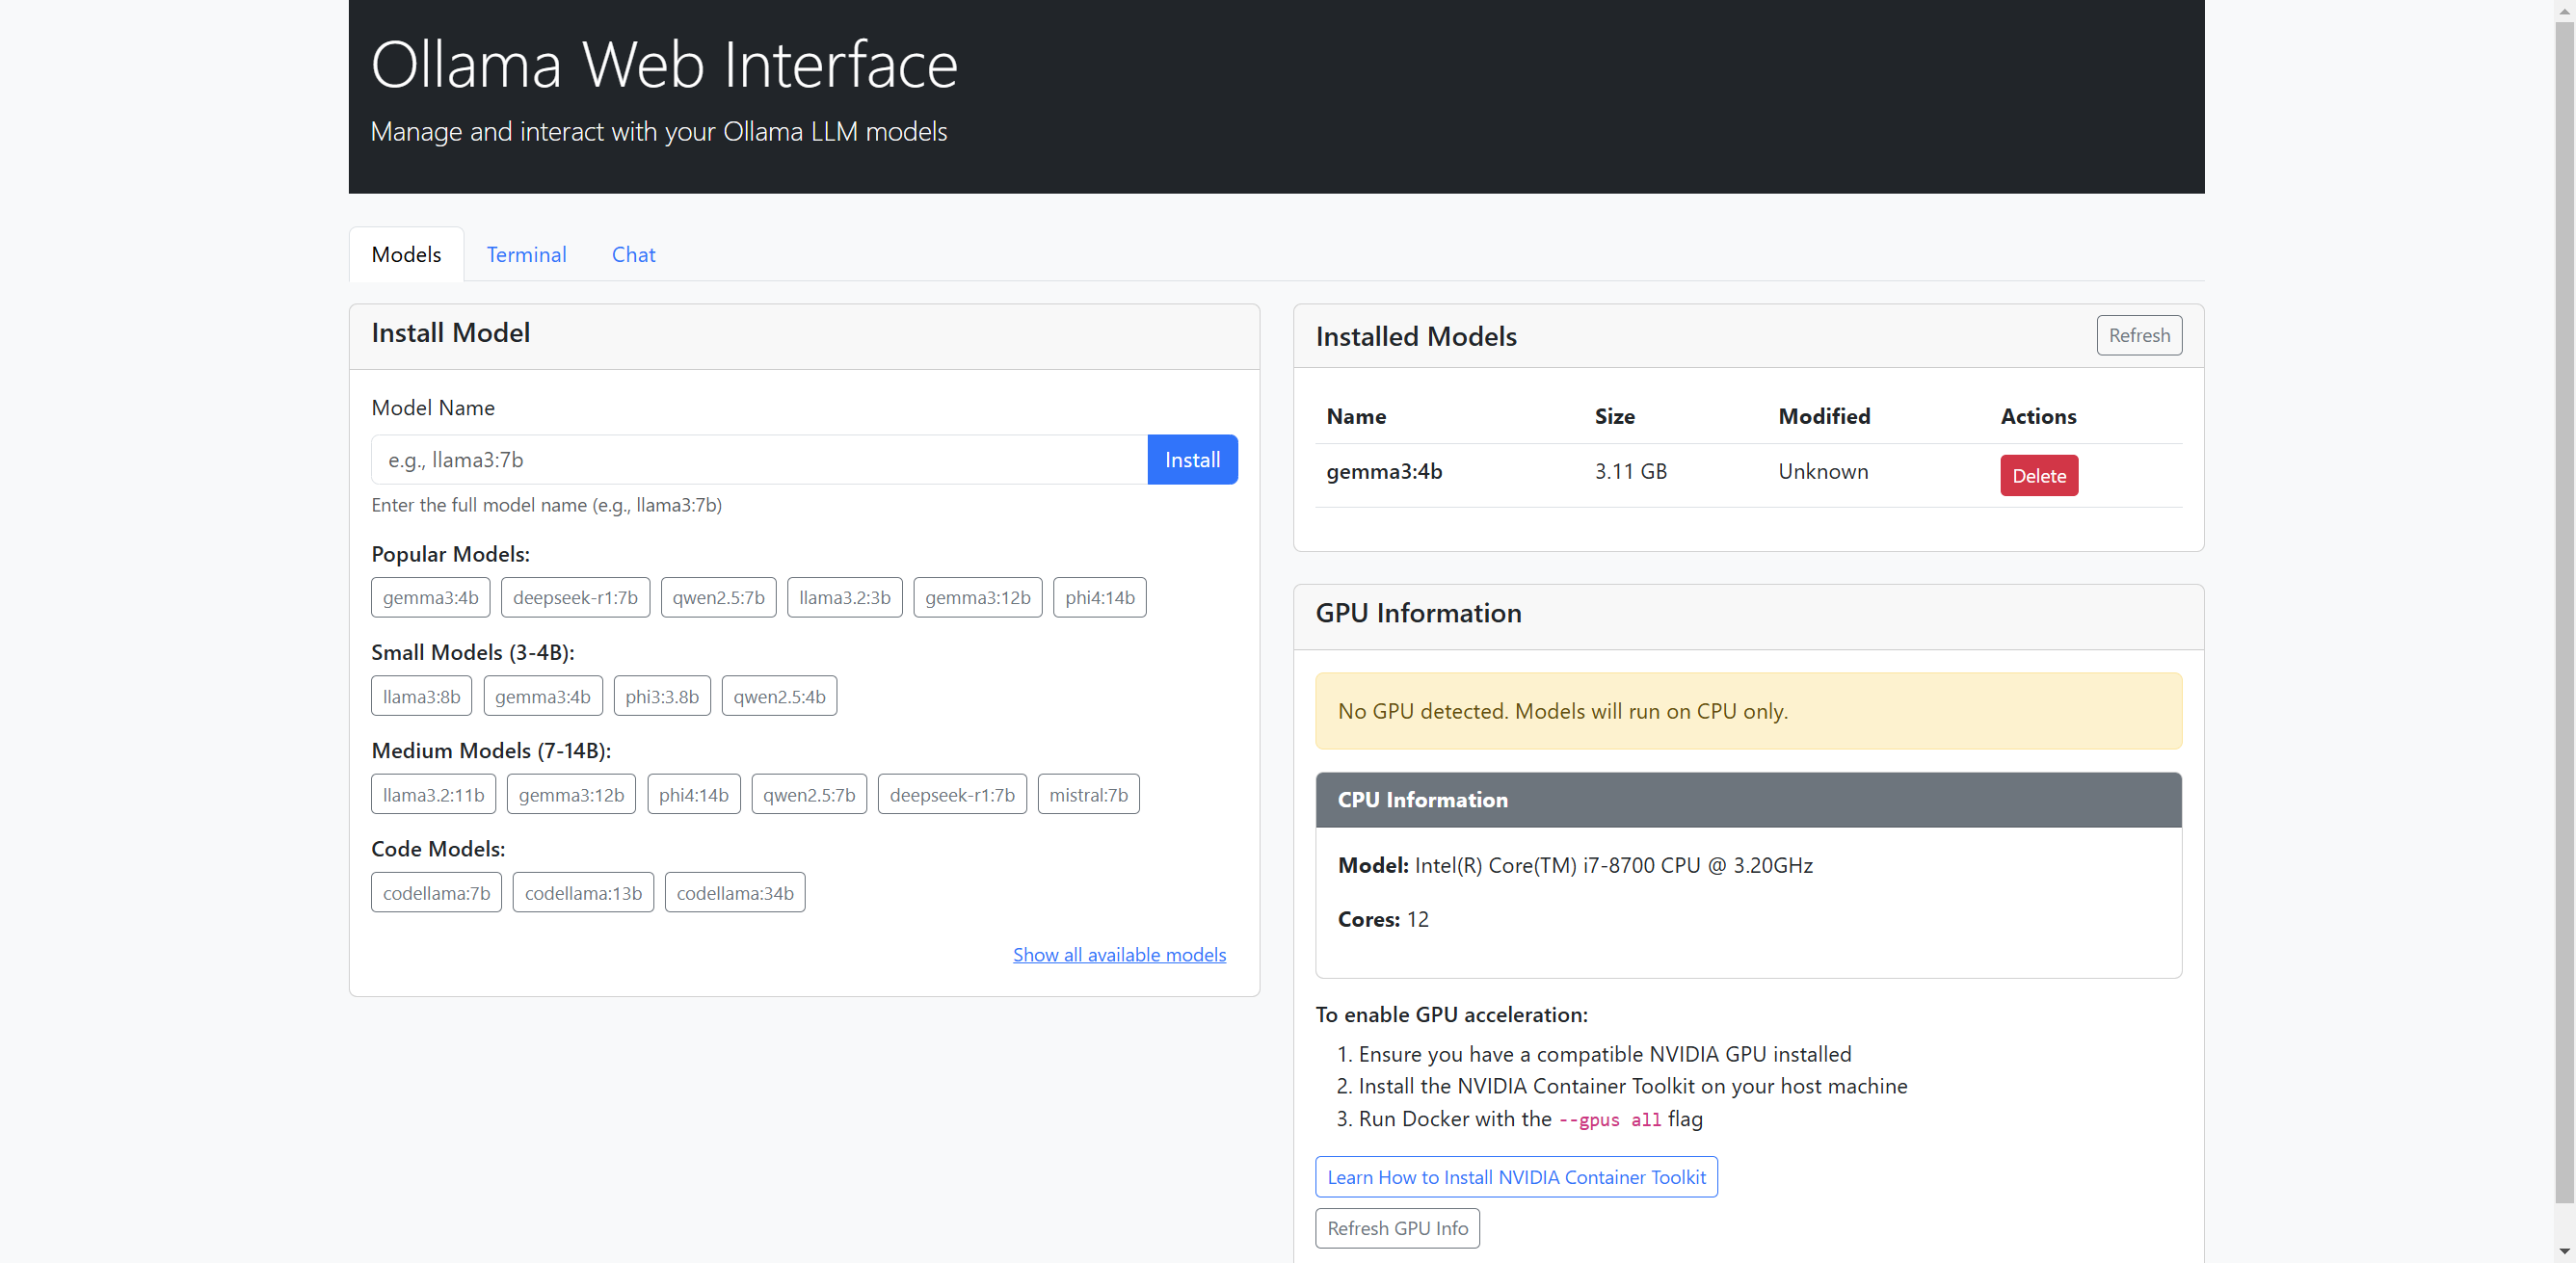 Ollama Web Interface
Manage and interact with your Ollama LLM models
Models Terminal Chat
Install Model
Model Name
e.g., llama3:7b Install
Enter the full model name (e.g., llama3:7b)
Popular Models:
gemma3:4b deepseek-r1:7b qwen2.5:7b llama3.2:3b gemma3:12b phi4:14b
Small Models (3-4B):
llama3:8b gemma3:4b phi3:3.8b qwen2.5:4b
Medium Models (7-14B):
llama3.2:11b gemma3:12b phi4:14b qwen2.5:7b deepseek-r1:7b mistral:7b
Code Models:
codellama:7b codellama:13b codellama:34b
Show all available models
Installed Models Refresh
Name Size Modified Actions
gemma3:4b 3.11 GB Unknown Delete
GPU Information
No GPU detected. Models will run on CPU only.
CPU Information
Model: Intel(R) Core(TM) i7-8700 CPU @ 3.20GHz
Cores: 12
To enable GPU acceleration:
1. Ensure you have a compatible NVIDIA GPU installed
2. Install the NVIDIA Container Toolkit on your host machine
3. Run Docker with the --gpus all flag
Learn How to Install NVIDIA Container Toolkit
Refresh GPU Info